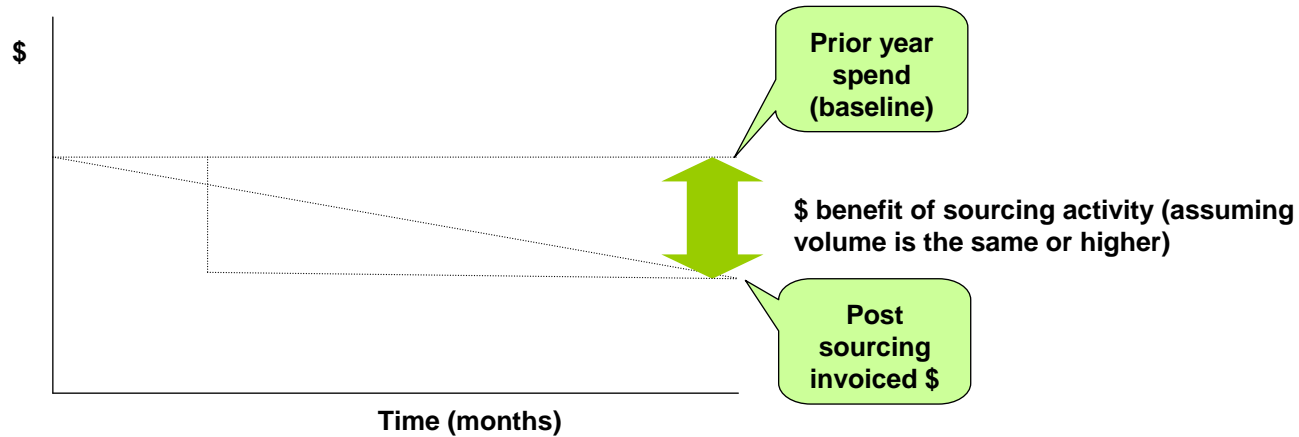 $
Prior year
spend
(baseline)
$ benefit of sourcing activity (assuming
volume is the same or higher)
Post
sourcing
invoiced $
Time (months)